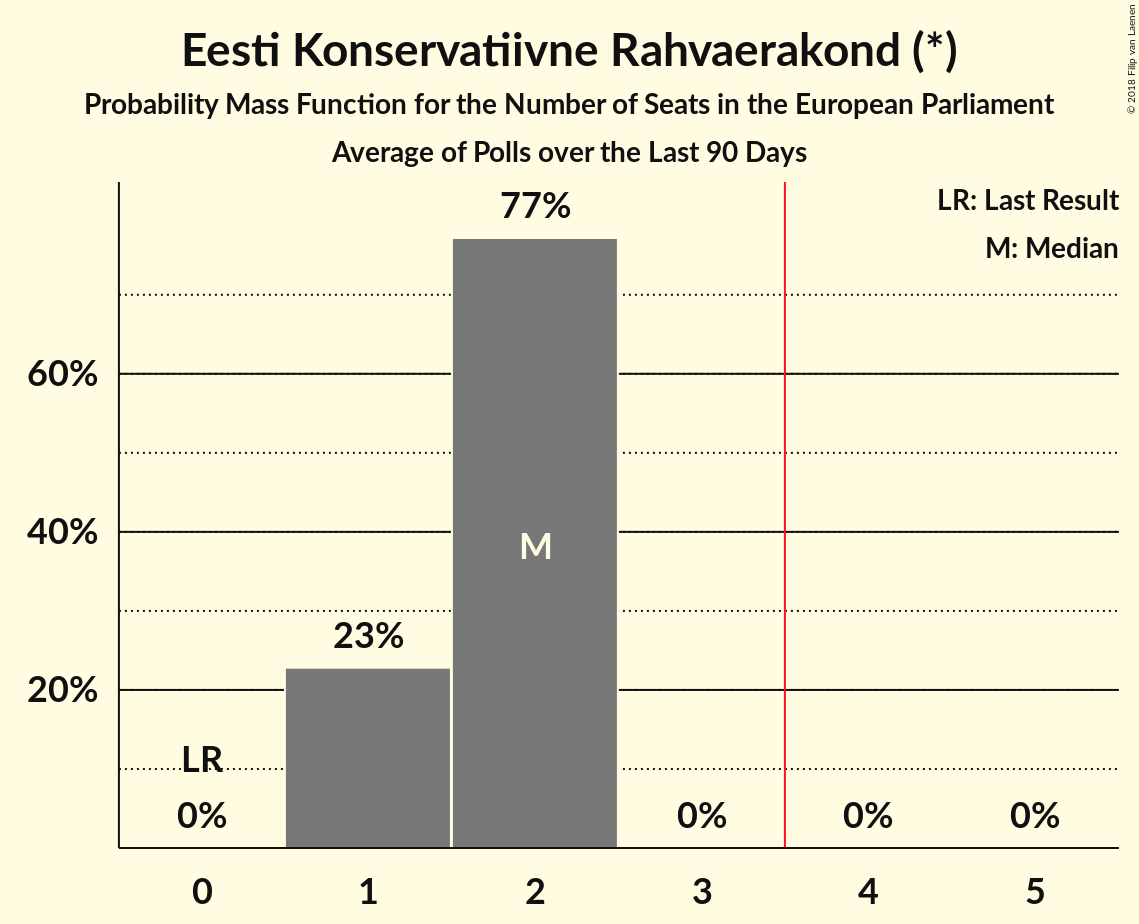 Eesti Konservatiivne Rahvaerakond (*)
Probability Mass Function for the Number of Seats in the European Parliament
Average of Polls over the Last 90 Days
© 2018 Filip van Laenen
LR: Last Result
M: Median
77%
60%
40%
M
23%
20%
LR
0%
0%
0%
0%
0
1
2
3
4
5